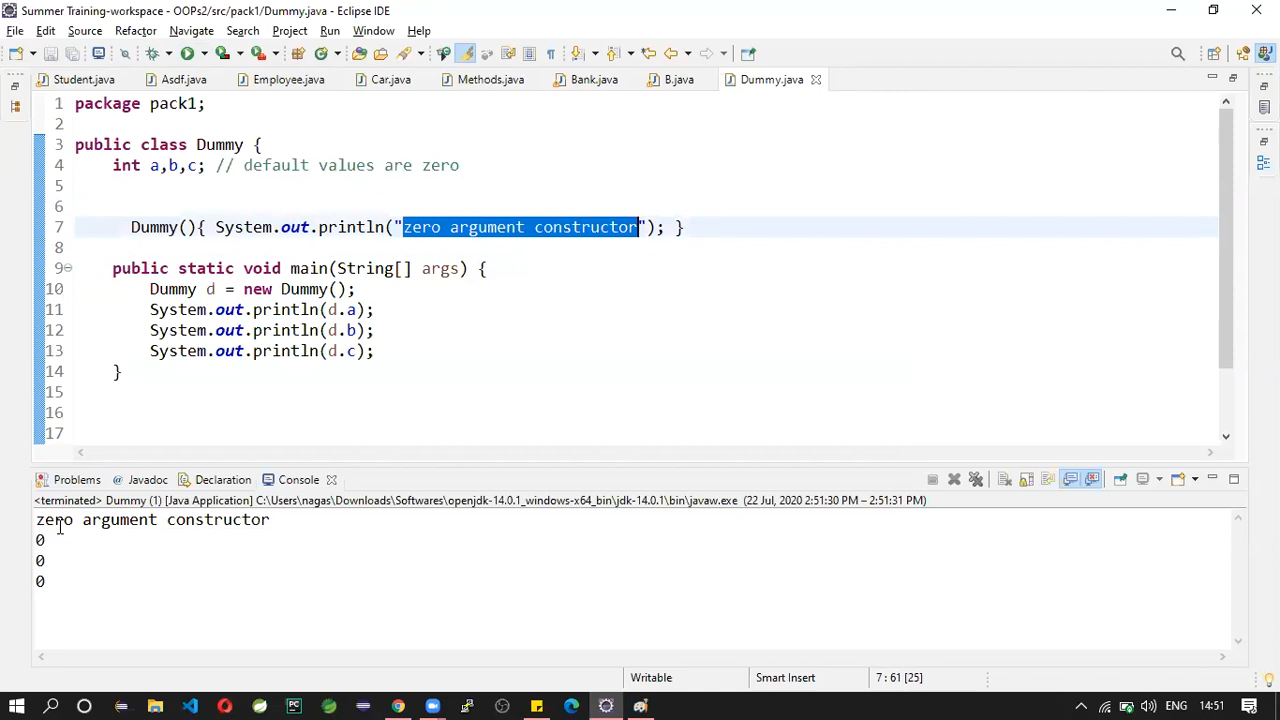 Summer Training-workspace - OOPs2/src/pack1/Dummy.java - Eclipse IDE
File Edit Source Refactor Navigate Search Project Run Window Help
Student.java Asdf.java Employee.java Car.java Methods.java Bank.java B.java Dummy.java
1 package pack1;
2
3 public class Dummy {
4 int a,b,c; // default values are zero
5
6
7 Dummy(){ System.out.println("zero argument constructor"); }
8
9 public static void main(String[] args) {
10 Dummy d = new Dummy();
11 System.out.println(d.a);
12 System.out.println(d.b);
13 System.out.println(d.c);
14 }
15
16
17
Problems @ Javadoc Declaration Console
<terminated> Dummy (1) [Java Application] C:\Users\nagas\Downloads\Softwares\openjdk-14.0.1_windows-x64_bin\jdk-14.0.1\bin\javaw.exe (22 Jul, 2020 2:51:30 PM – 2:51:31 PM)
zero argument constructor
0
0
0
Writable Smart Insert 7 : 61 [25]
ENG 14:51